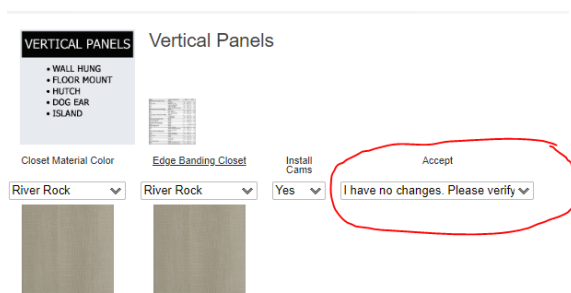 VERTICAL PANELS
• WALL HUNG
• FLOOR MOUNT
• HUTCH
• DOG EAR
• ISLAND
Vertical Panels
Closet Material Color
Edge Banding Closet
Install
Cams
Accept
River Rock
River Rock
Yes
I have no changes. Please verify